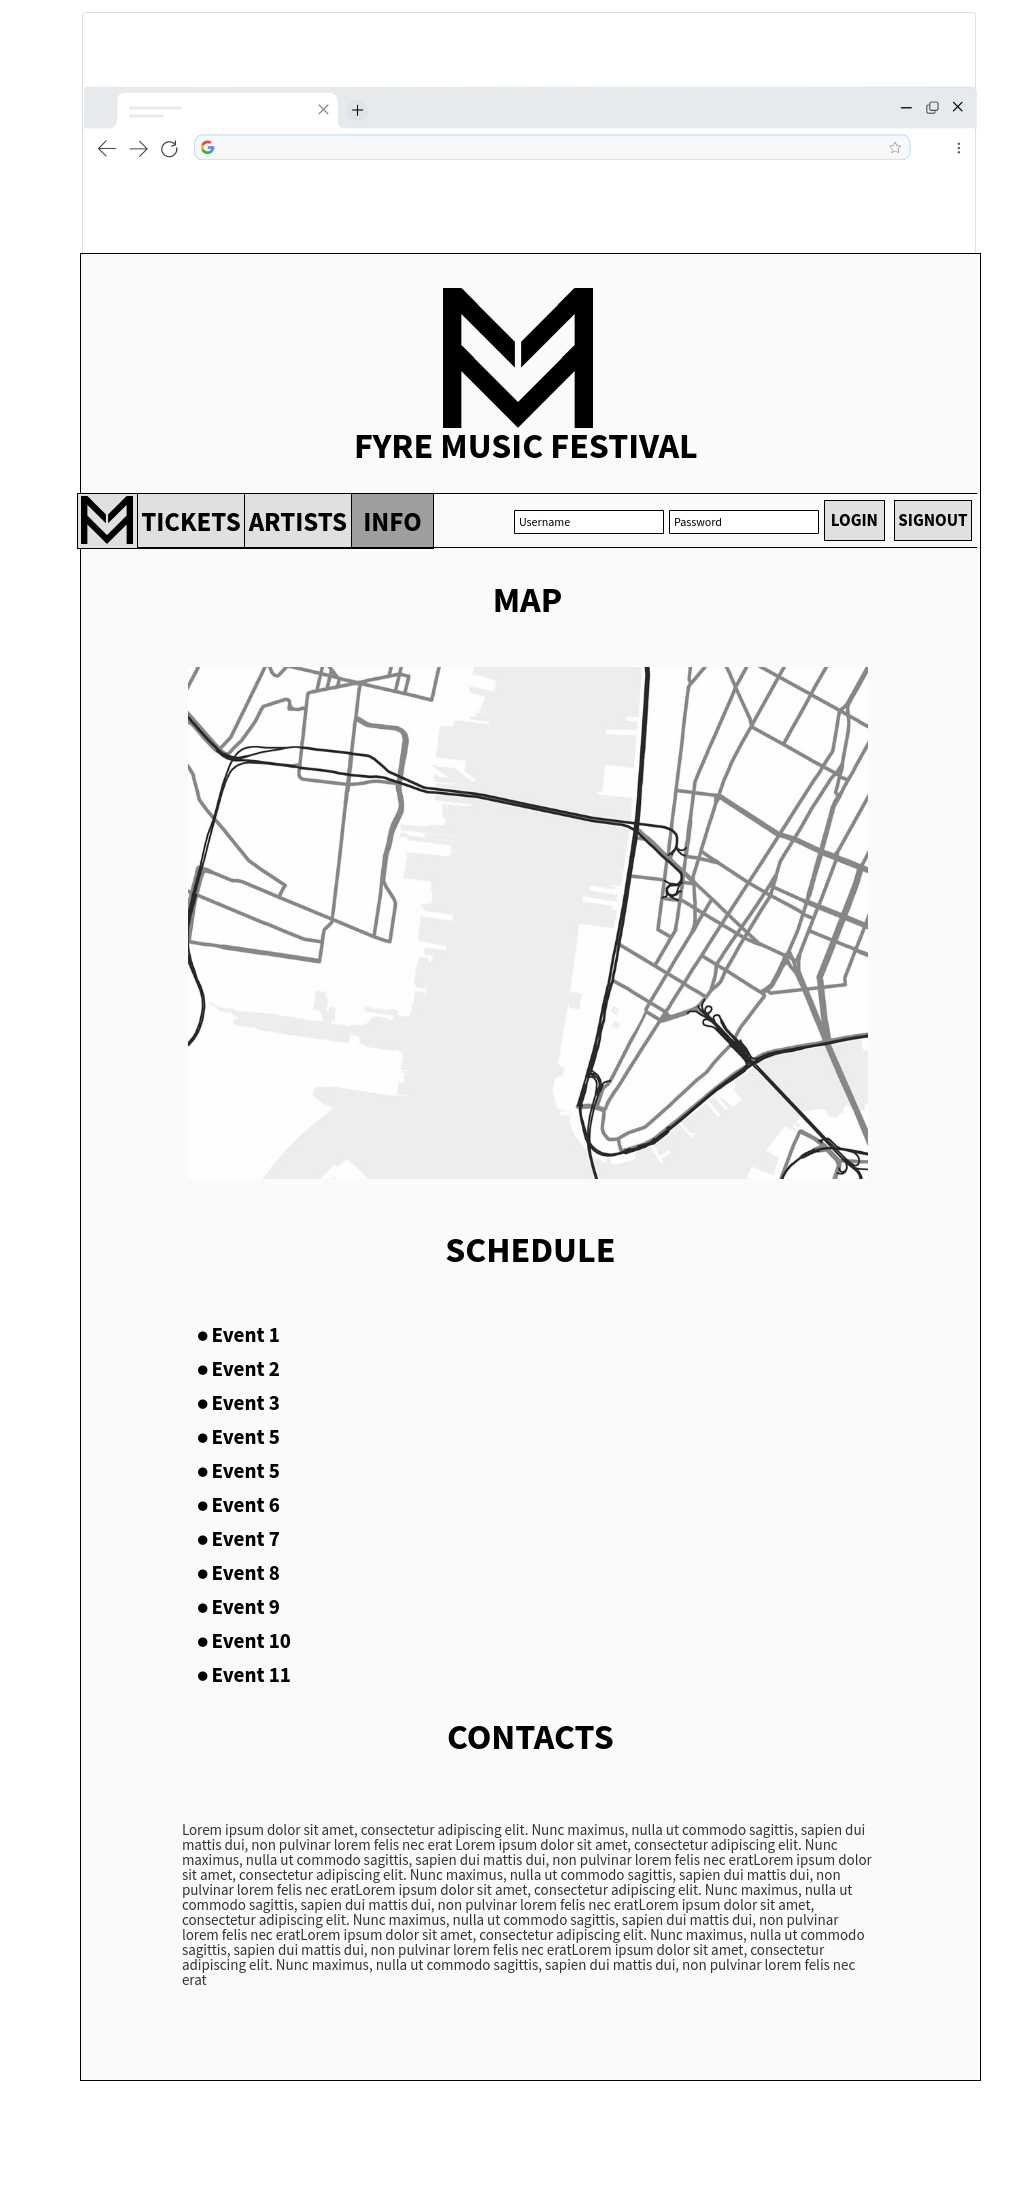 FYRE MUSIC FESTIVAL
TICKETS ARTISTS INFO Username Password LOGIN SIGNOUT
MAP
SCHEDULE
● Event 1
● Event 2
● Event 3
● Event 5
● Event 5
● Event 6
● Event 7
● Event 8
● Event 9
● Event 10
● Event 11
CONTACTS
Lorem ipsum dolor sit amet, consectetur adipiscing elit. Nunc maximus, nulla ut commodo sagittis, sapien dui
mattis dui, non pulvinar lorem felis nec erat Lorem ipsum dolor sit amet, consectetur adipiscing elit. Nunc
maximus, nulla ut commodo sagittis, sapien dui mattis dui, non pulvinar lorem felis nec eratLorem ipsum dolor
sit amet, consectetur adipiscing elit. Nunc maximus, nulla ut commodo sagittis, sapien dui mattis dui, non
pulvinar lorem felis nec eratLorem ipsum dolor sit amet, consectetur adipiscing elit. Nunc maximus, nulla ut
commodo sagittis, sapien dui mattis dui, non pulvinar lorem felis nec eratLorem ipsum dolor sit amet,
consectetur adipiscing elit. Nunc maximus, nulla ut commodo sagittis, sapien dui mattis dui, non pulvinar
lorem felis nec eratLorem ipsum dolor sit amet, consectetur adipiscing elit. Nunc maximus, nulla ut commodo
sagittis, sapien dui mattis dui, non pulvinar lorem felis nec eratLorem ipsum dolor sit amet, consectetur
adipiscing elit. Nunc maximus, nulla ut commodo sagittis, sapien dui mattis dui, non pulvinar lorem felis nec
erat